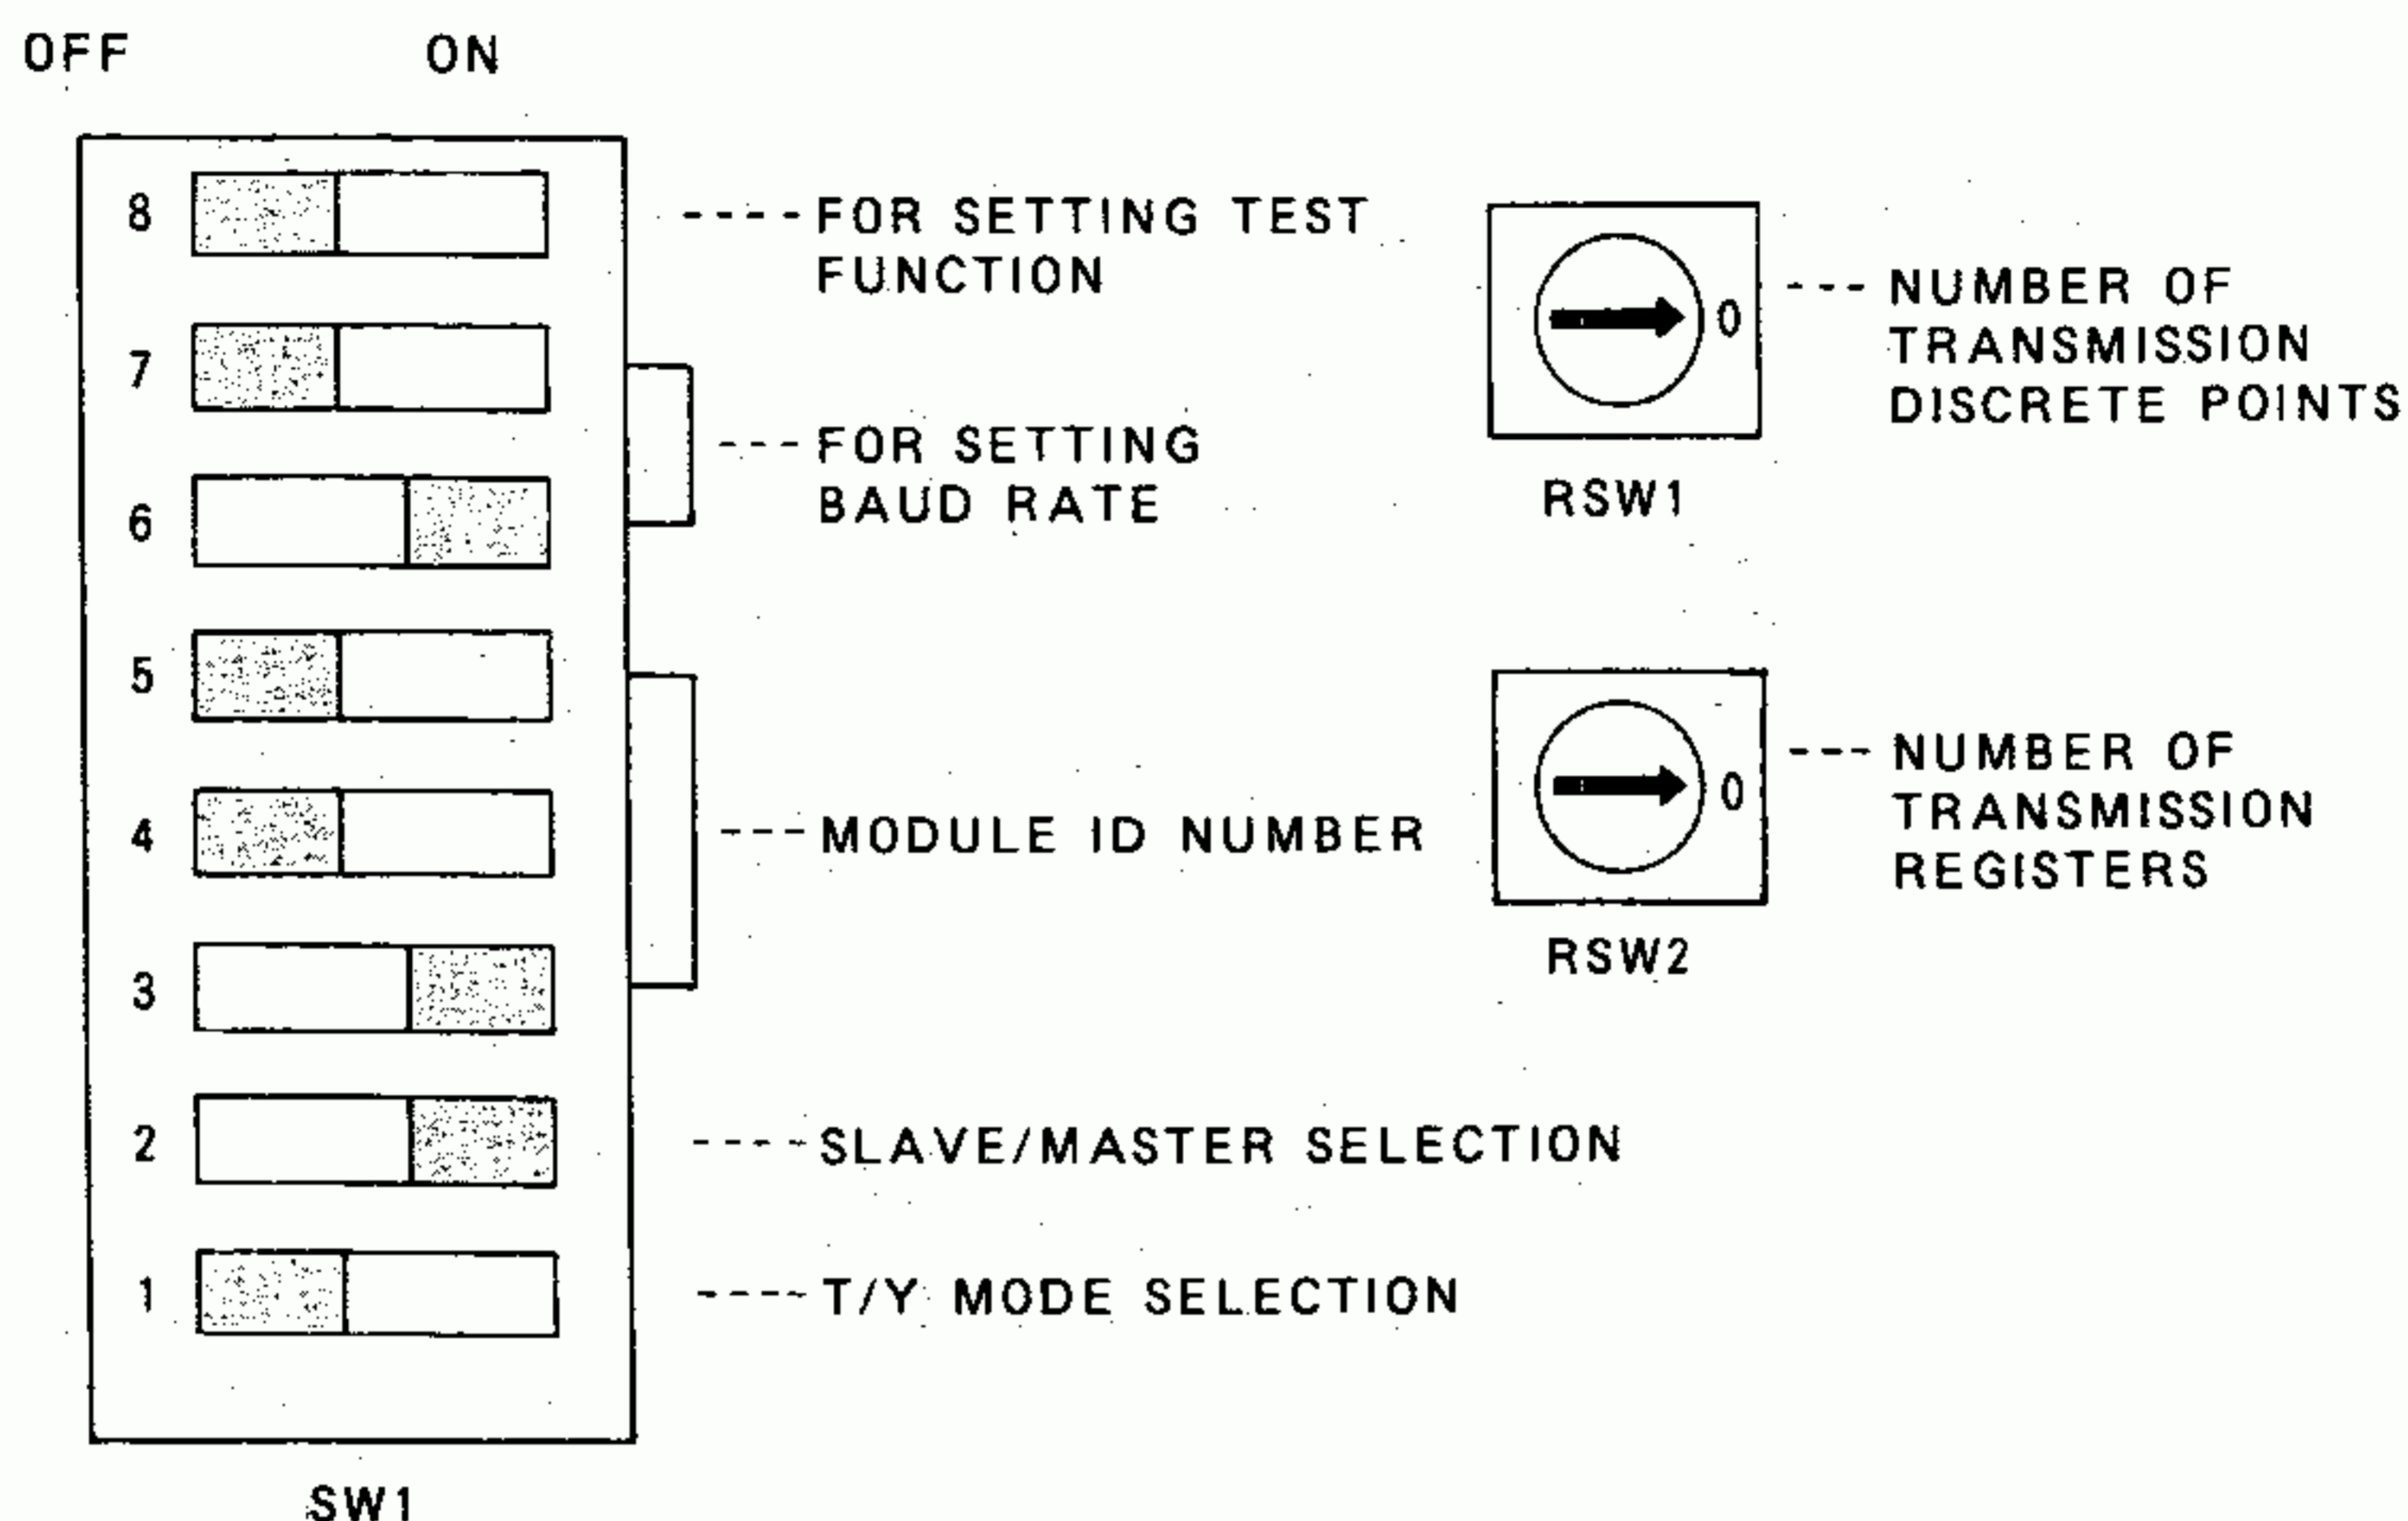 OFF ON
8
----FOR SETTING TEST
FUNCTION
7
---FOR SETTING
BAUD RATE
6
5
4
---MODULE ID NUMBER
3
2
----SLAVE/MASTER SELECTION
1
----T/Y MODE SELECTION
SW1
0
---NUMBER OF
TRANSMISSION
DISCRETE POINTS
RSW1
0
---NUMBER OF
TRANSMISSION
REGISTERS
RSW2